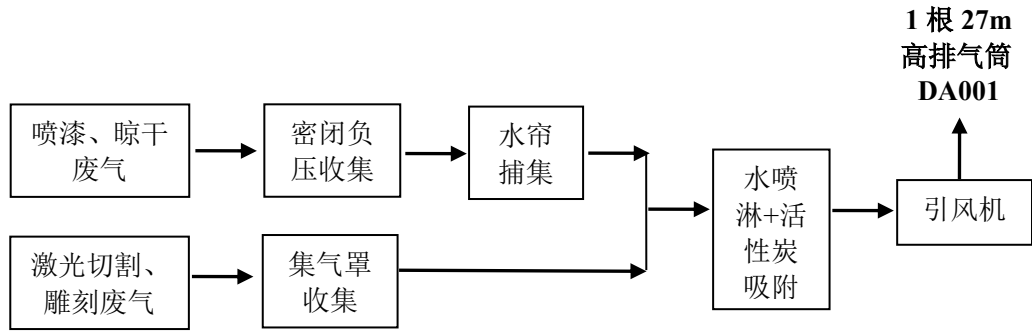 1 根 27m
高排气筒
DA001
喷漆、晾干
废气
密闭负
压收集
水帘
捕集
水喷
淋+活
性炭
吸附
引风机
激光切割、
雕刻废气
集气罩
收集